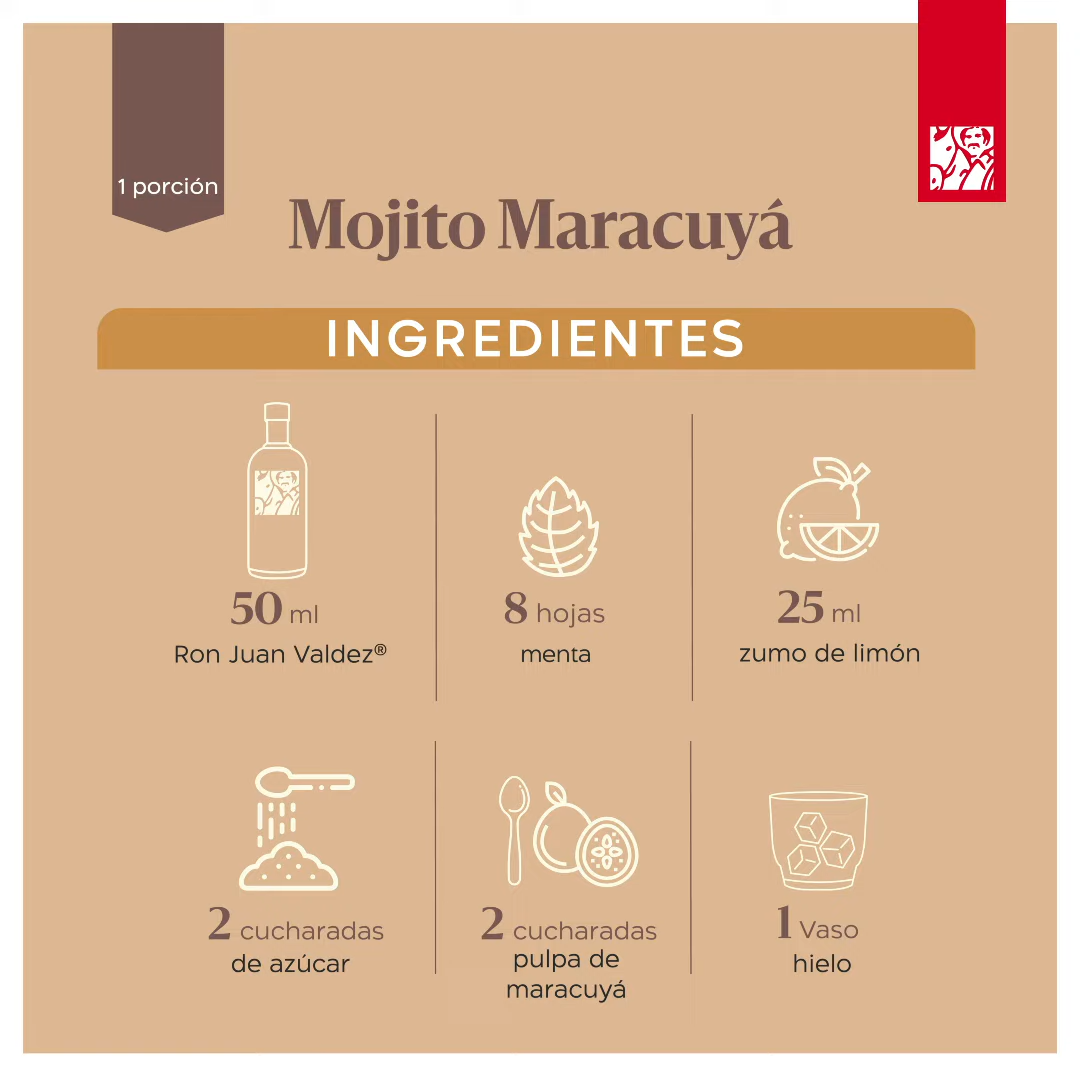 1 porción
Mojito Maracuyá
INGREDIENTES
50 ml
Ron Juan Valdez®
8 hojas
menta
25 ml
zumo de limón
2 cucharadas
de azúcar
2 cucharadas
pulpa de
maracuyá
1 Vaso
hielo